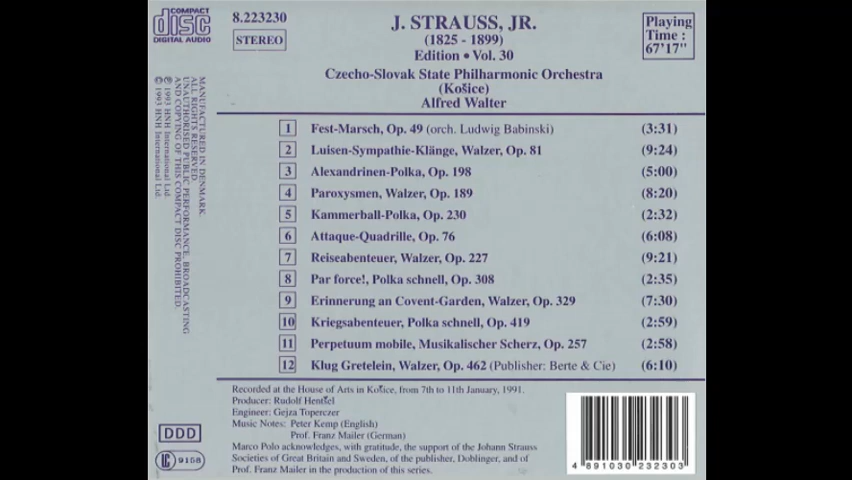 COMPACT
disc
DIGITAL AUDIO
8.223230
STEREO
J. STRAUSS, JR.
(1825 - 1899)
Edition • Vol. 30
Czecho-Slovak State Philharmonic Orchestra
(Košice)
Alfred Walter
Playing
Time :
67'17"
MANUFACTURED IN DENMARK.
ALL RIGHTS RESERVED
UNAUTHORISED PUBLIC PERFORMANCE, BROADCASTING
AND COPYING OF THIS COMPACT DISC PROHIBITED.
℗ 1993 HNH International Ltd.
© 1993 HNH International Ltd.
1 Fest-Marsch, Op. 49 (orch. Ludwig Babinski) (3:31)
2 Luisen-Sympathie-Klänge, Walzer, Op. 81 (9:24)
3 Alexandrinen-Polka, Op. 198 (5:00)
4 Paroxysmen, Walzer, Op. 189 (8:20)
5 Kammerball-Polka, Op. 230 (2:32)
6 Attaque-Quadrille, Op. 76 (6:08)
7 Reiseabenteuer, Walzer, Op. 227 (9:21)
8 Par force!, Polka schnell, Op. 308 (2:35)
9 Erinnerung an Covent-Garden, Walzer, Op. 329 (7:30)
10 Kriegsabenteuer, Polka schnell, Op. 419 (2:59)
11 Perpetuum mobile, Musikalischer Scherz, Op. 257 (2:58)
12 Klug Gretelein, Walzer, Op. 462 (Publisher: Berte & Cie) (6:10)
Recorded at the House of Arts in Košice, from 7th to 11th January, 1991.
Producer: Rudolf Hentšel
Engineer: Gejza Toperczer
Music Notes: Peter Kemp (English)
Prof. Franz Mailer (German)
Marco Polo acknowledges, with gratitude, the support of the Johann Strauss
Societies of Great Britain and Sweden, of the publisher, Doblinger, and of
Prof. Franz Mailer in the production of this series.
DDD
LC 9158
4 891030 232303